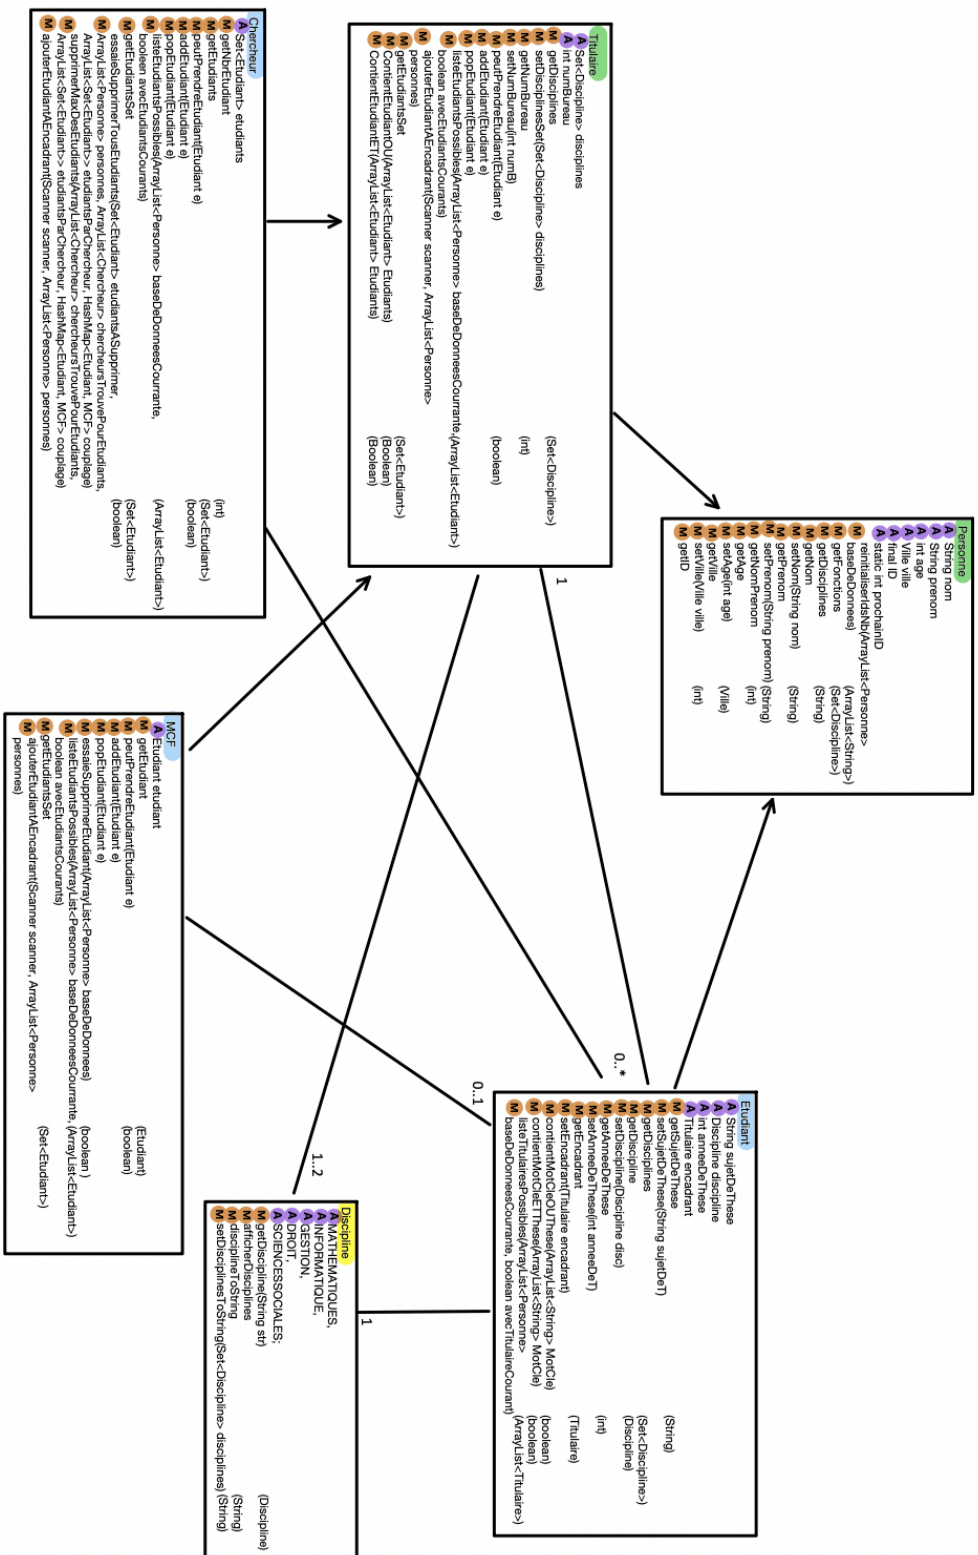 Personne
A String nom
A String prenom
A int age
A Ville ville
A final ID
A static int prochainID
M reinitialiserIdsNb(ArrayList<Personne>
baseDeDonnees) (ArrayList<String>)
M getFonctions (Set<Discipline>)
M getDisciplines
M getNom (String)
M setNom(String nom)
M getPrenom (String)
M setPrenom(String prenom)
M getNomPrenom (String)
M getAge (int)
M setAge(int age)
M getVille (Ville)
M setVille(Ville ville)
M getID (int)
Titulaire
A Set<Discipline> disciplines
A int numBureau
M getDisciplines (Set<Discipline>)
M setDisciplinesSet(Set<Discipline> disciplines)
M getNumBureau (int)
M setNumBureau(int numB)
M peutPrendreEtudiant(Etudiant e) (boolean)
M addEtudiant(Etudiant e)
M popEtudiant(Etudiant e)
M listeEtudiantsPossibles(ArrayList<Personne> baseDeDonneesCourrante, (ArrayList<Etudiant>)
boolean avecEtudiantsCourants)
M ajouterEtudiantAEncadrant(Scanner scanner, ArrayList<Personne>
personnes)
M getEtudiantsSet (Set<Etudiant>)
M ContientEtudiantOU(ArrayList<Etudiant> Etudiants) (Boolean)
M ContientEtudiantET(ArrayList<Etudiant> Etudiants) (Boolean)
Etudiant
A String sujetDeThese
A Discipline discipline
A int anneeDeThese
A Titulaire encadrant
M getSujetDeThese (String)
M setSujetDeThese(String sujetDeT)
M getDisciplines (Set<Discipline>)
M getDiscipline (Discipline)
M setDiscipline(Discipline disc)
M getAnneeDeThese (int)
M setAnneeDeThese(int anneeDeT)
M getEncadrant (Titulaire)
M setEncadrant(Titulaire encadrant)
M contientMotCleOUThese(ArrayList<String> MotCle) (boolean)
M contientMotCleETThese(ArrayList<String> MotCle) (boolean)
M listeTitulairesPossibles(ArrayList<Personne> (ArrayList<Titulaire>)
baseDeDonneesCourante, boolean avecTitulaireCourant)
1
0..*
0..1
1..2
1
Chercheur
A Set<Etudiant> etudiants
M getNbrEtudiant (int)
M getEtudiants (Set<Etudiant>)
M peutPrendreEtudiant(Etudiant e) (boolean)
M addEtudiant(Etudiant e)
M popEtudiant(Etudiant e)
M listeEtudiantsPossibles(ArrayList<Personne> baseDeDonneesCourrante, (ArrayList<Etudiant>)
boolean avecEtudiantsCourants)
M getEtudiantsSet (Set<Etudiant>)
essaieSupprimerTousEtudiants(Set<Etudiant> etudiantsASupprimer, (boolean)
M ArrayList<Personne> personnes, ArrayList<Chercheur> chercheursTrouvePourEtudiants,
ArrayList<Set<Etudiant>> etudiantsParChercheur, HashMap<Etudiant, MCF> couplage)
M supprimerMaxDesEtudiants(ArrayList<Chercheur> chercheursTrouvePourEtudiants,
ArrayList<Set<Etudiant>> etudiantsParChercheur, HashMap<Etudiant, MCF> couplage)
M ajouterEtudiantAEncadrant(Scanner scanner, ArrayList<Personne> personnes)
MCF
A Etudiant etudiant
M getEtudiant (Etudiant)
M peutPrendreEtudiant(Etudiant e) (boolean)
M addEtudiant(Etudiant e)
M popEtudiant(Etudiant e)
M essaieSupprimerEtudiant(ArrayList<Personne> baseDeDonnees) (boolean )
M listeEtudiantsPossibles(ArrayList<Personne> baseDeDonneesCourrante, (ArrayList<Etudiant>)
boolean avecEtudiantsCourants)
M getEtudiantsSet (Set<Etudiant>)
M ajouterEtudiantAEncadrant(Scanner scanner, ArrayList<Personne>
personnes)
Discipline
A MATHEMATIQUES,
A INFORMATIQUE,
A GESTION,
A DROIT,
A SCIENCESSOCIALES;
M getDiscipline(String str) (Discipline)
M afficherDisciplines
M disciplineToString (String)
M setDisciplinesToString(Set<Discipline> disciplines) (String)